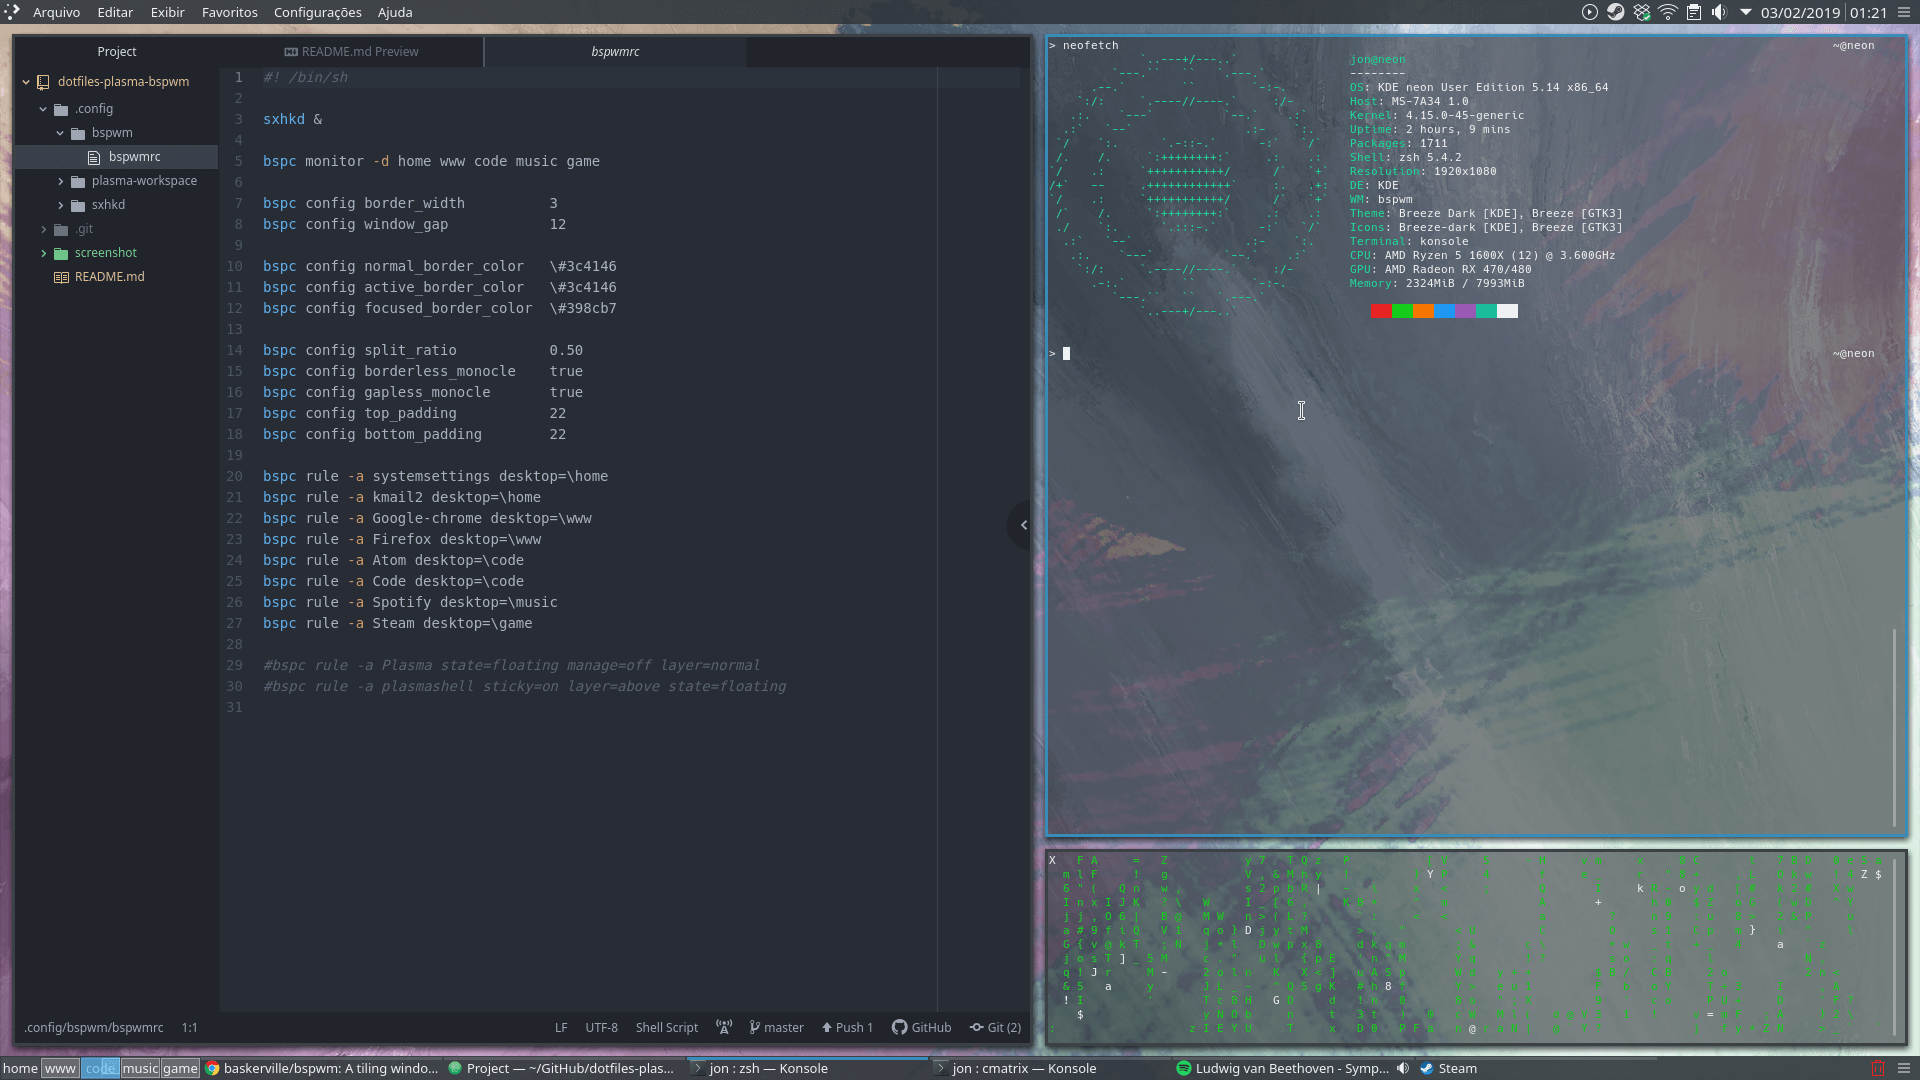 Arquivo Editar Exibir Favoritos Configurações Ajuda
03/02/2019 01:21
Project
README.md Preview
bspwmrc
dotfiles-plasma-bspwm
.config
bspwm
bspwmrc
plasma-workspace
sxhkd
.git
screenshot
README.md
1 #! /bin/sh
2
3 sxhkd &
4
5 bspc monitor -d home www code music game
6
7 bspc config border_width 3
8 bspc config window_gap 12
9
10 bspc config normal_border_color \#3c4146
11 bspc config active_border_color \#3c4146
12 bspc config focused_border_color \#398cb7
13
14 bspc config split_ratio 0.50
15 bspc config borderless_monocle true
16 bspc config gapless_monocle true
17 bspc config top_padding 22
18 bspc config bottom_padding 22
19
20 bspc rule -a systemsettings desktop=\home
21 bspc rule -a kmail2 desktop=\home
22 bspc rule -a Google-chrome desktop=\www
23 bspc rule -a Firefox desktop=\www
24 bspc rule -a Atom desktop=\code
25 bspc rule -a Code desktop=\code
26 bspc rule -a Spotify desktop=\music
27 bspc rule -a Steam desktop=\game
28
29 #bspc rule -a Plasma state=floating manage=off layer=normal
30 #bspc rule -a plasmashell sticky=on layer=above state=floating
31
.config/bspwm/bspwmrc 1:1
LF UTF-8 Shell Script master Push 1 GitHub Git (2)
> neofetch ~@neon
jon@neon
--------
OS: KDE neon User Edition 5.14 x86_64
Host: MS-7A34 1.0
Kernel: 4.15.0-45-generic
Uptime: 2 hours, 9 mins
Packages: 1711
Shell: zsh 5.4.2
Resolution: 1920x1080
DE: KDE
WM: bspwm
Theme: Breeze Dark [KDE], Breeze [GTK3]
Icons: Breeze-dark [KDE], Breeze [GTK3]
Terminal: konsole
CPU: AMD Ryzen 5 1600X (12) @ 3.600GHz
GPU: AMD Radeon RX 470/480
Memory: 2324MiB / 7993MiB
> ~@neon
home www code music game
baskerville/bspwm: A tiling windo...
Project — ~/GitHub/dotfiles-plas...
jon : zsh — Konsole
jon : cmatrix — Konsole
Ludwig van Beethoven - Symp...
Steam